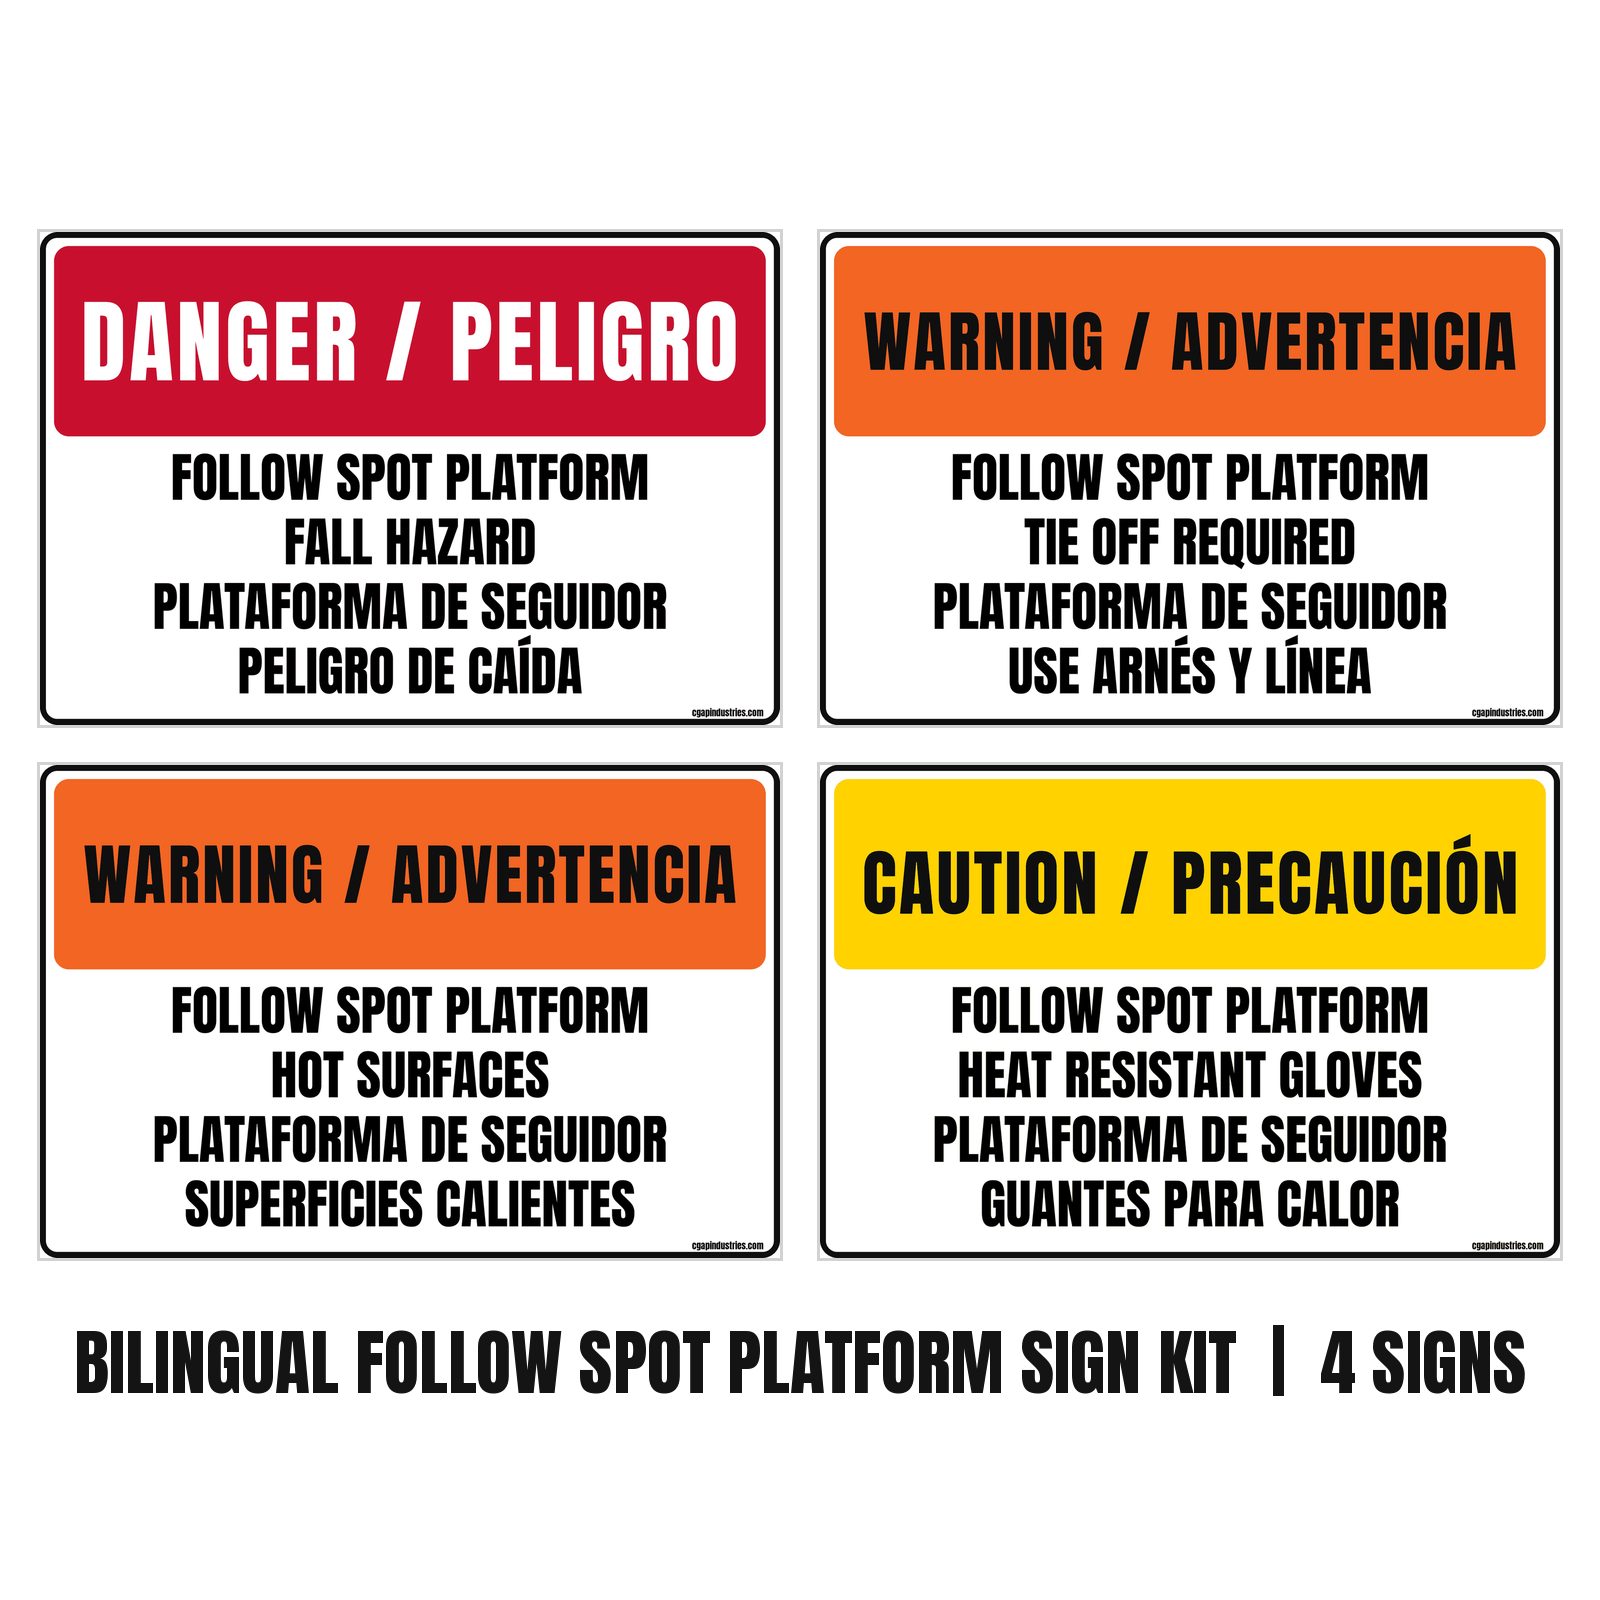 DANGER / PELIGRO
FOLLOW SPOT PLATFORM
FALL HAZARD
PLATAFORMA DE SEGUIDOR
PELIGRO DE CAÍDA
cgapindustries.com
WARNING / ADVERTENCIA
FOLLOW SPOT PLATFORM
TIE OFF REQUIRED
PLATAFORMA DE SEGUIDOR
USE ARNÉS Y LÍNEA
cgapindustries.com
WARNING / ADVERTENCIA
FOLLOW SPOT PLATFORM
HOT SURFACES
PLATAFORMA DE SEGUIDOR
SUPERFICIES CALIENTES
cgapindustries.com
CAUTION / PRECAUCIÓN
FOLLOW SPOT PLATFORM
HEAT RESISTANT GLOVES
PLATAFORMA DE SEGUIDOR
GUANTES PARA CALOR
cgapindustries.com
BILINGUAL FOLLOW SPOT PLATFORM SIGN KIT | 4 SIGNS